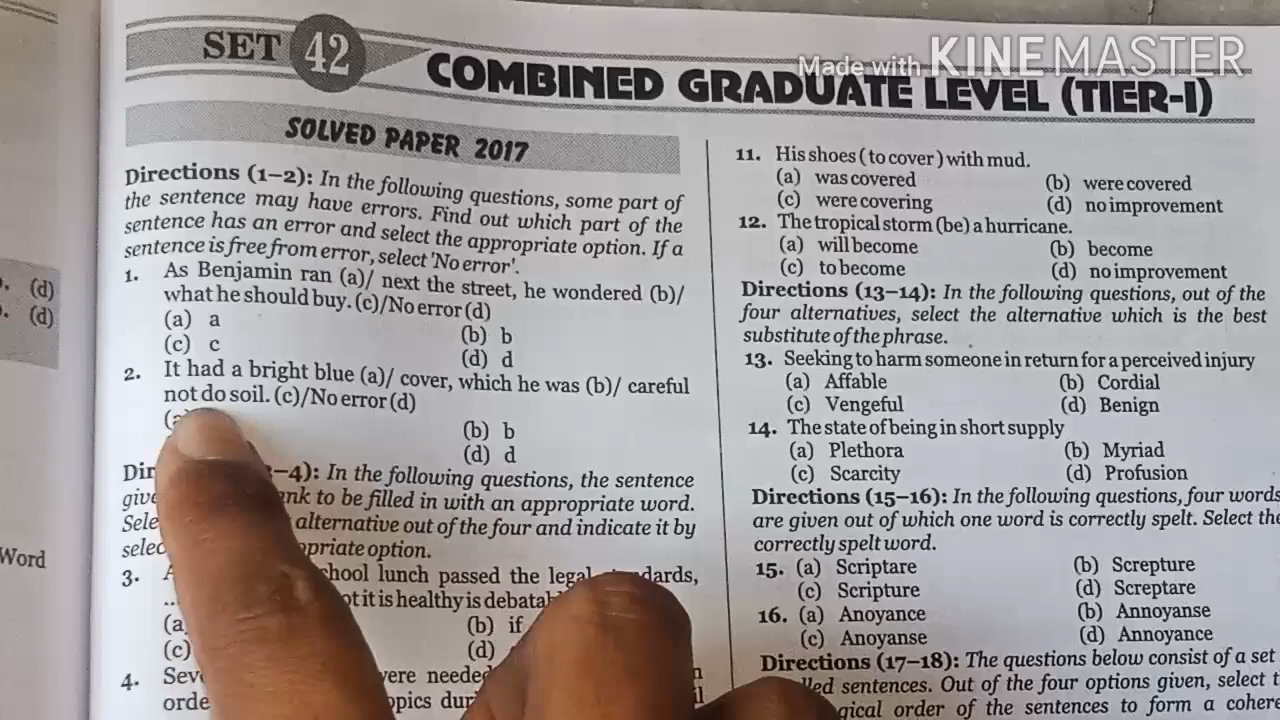 SET 42
Made with KINEMASTER
COMBINED GRADUATE LEVEL (TIER-I)
SOLVED PAPER 2017
Directions (1–2): In the following questions, some part of
the sentence may have errors. Find out which part of the
sentence has an error and select the appropriate option. If a
sentence is free from error, select 'No error'.
1. As Benjamin ran (a)/ next the street, he wondered (b)/
what he should buy. (c)/No error (d)
(a) a (b) b
(c) c (d) d
2. It had a bright blue (a)/ cover, which he was (b)/ careful
not do soil. (c)/No error (d)
(b) b
(d) d
–4): In the following questions, the sentence
to be filled in with an appropriate word.
alternative out of the four and indicate it by
option.
3. lunch passed the legal
it is healthy is
(b) if
(c) (d)
4. were
11. His shoes (to cover) with mud.
(a) was covered (b) were covered
(c) were covering (d) no improvement
12. The tropical storm (be) a hurricane.
(a) will become (b) become
(c) to become (d) no improvement
Directions (13–14): In the following questions, out of the
four alternatives, select the alternative which is the best
substitute of the phrase.
13. Seeking to harm someone in return for a perceived injury
(a) Affable (b) Cordial
(c) Vengeful (d) Benign
14. The state of being in short supply
(a) Plethora (b) Myriad
(c) Scarcity (d) Profusion
Directions (15–16): In the following questions, four words
are given out of which one word is correctly spelt. Select the
correctly spelt word.
15. (a) Scriptare (b) Screpture
(c) Scripture (d) Screptare
16. (a) Anoyance (b) Annoyanse
(c) Anoyanse (d) Annoyance
Directions (17–18): The questions below consist of a set
sentences. Out of the four options given, select
order of the sentences to form a
. (d)
. (d)
Word